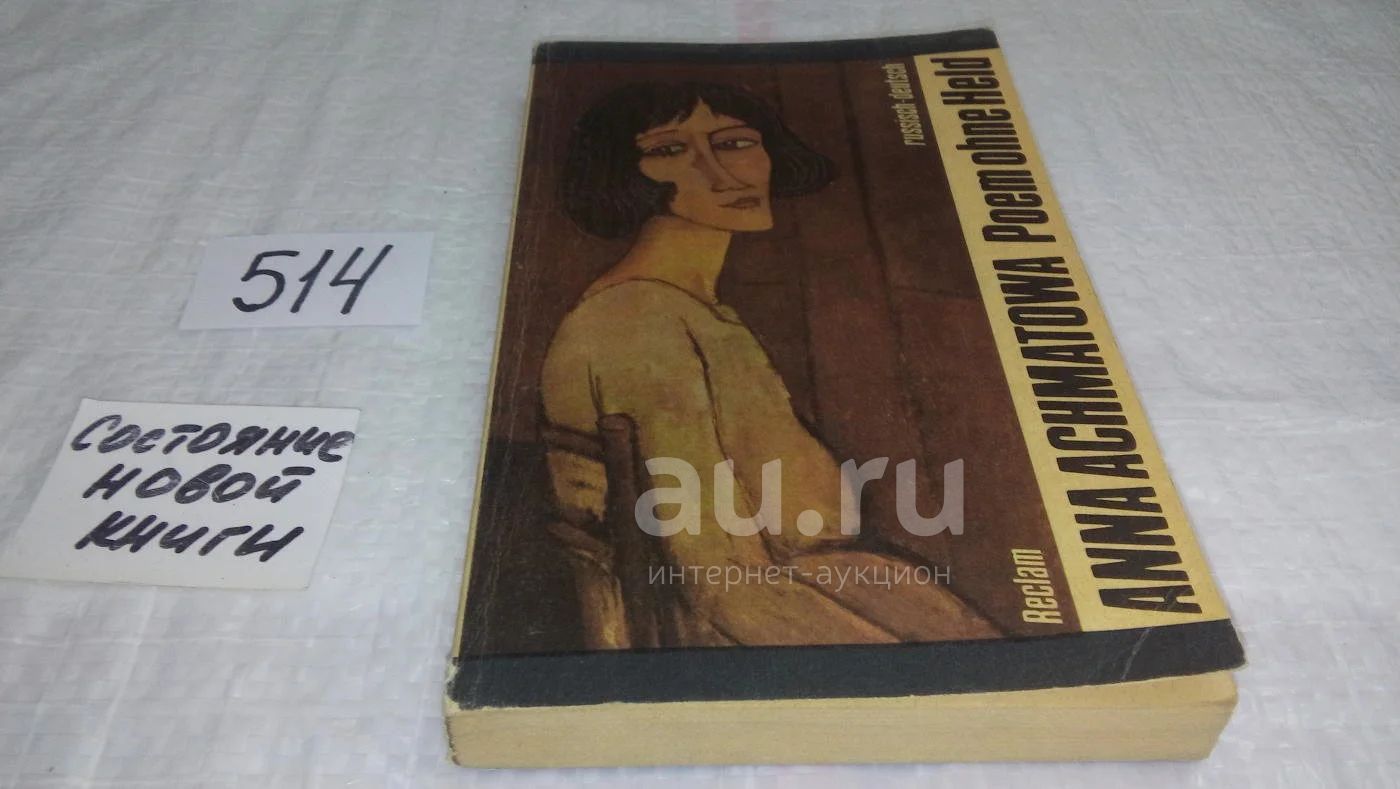 514
Состояние
новой
книги
ANNA ACHMATOWA Poem ohne Held
russisch-deutsch
Reclam
au.ru
интернет-аукцион